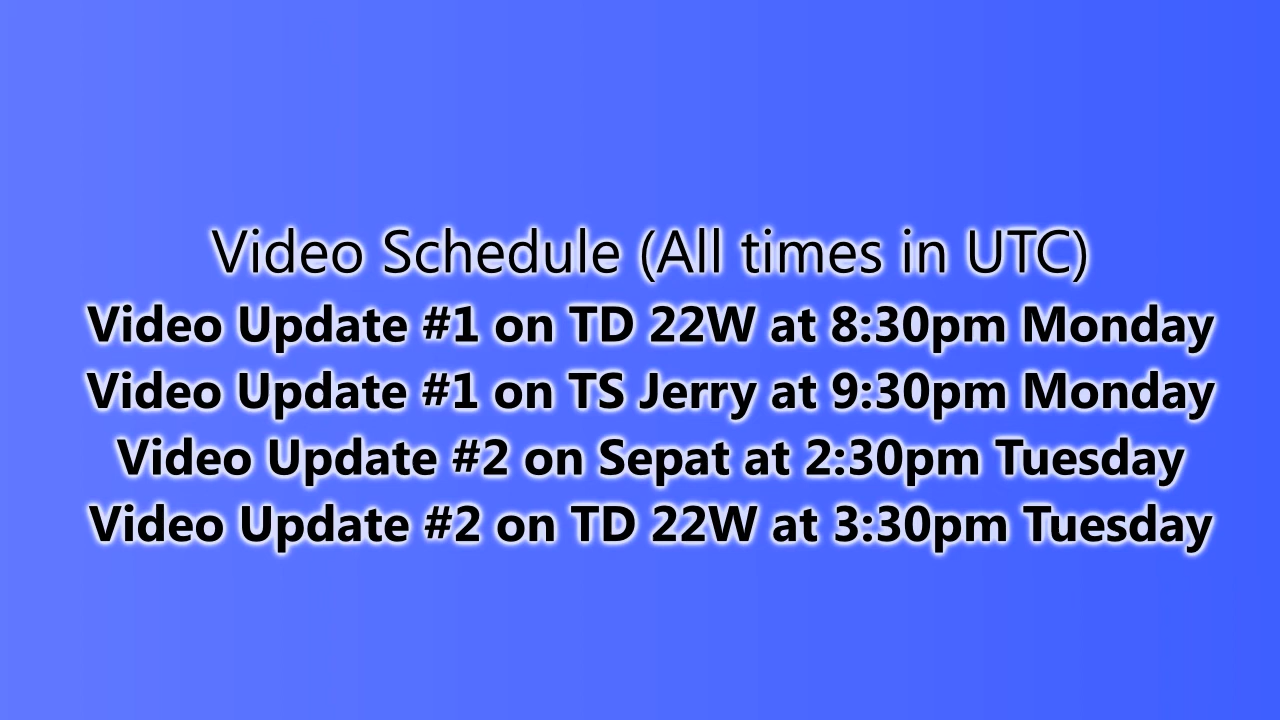 Video Schedule (All times in UTC)
Video Update #1 on TD 22W at 8:30pm Monday
Video Update #1 on TS Jerry at 9:30pm Monday
Video Update #2 on Sepat at 2:30pm Tuesday
Video Update #2 on TD 22W at 3:30pm Tuesday